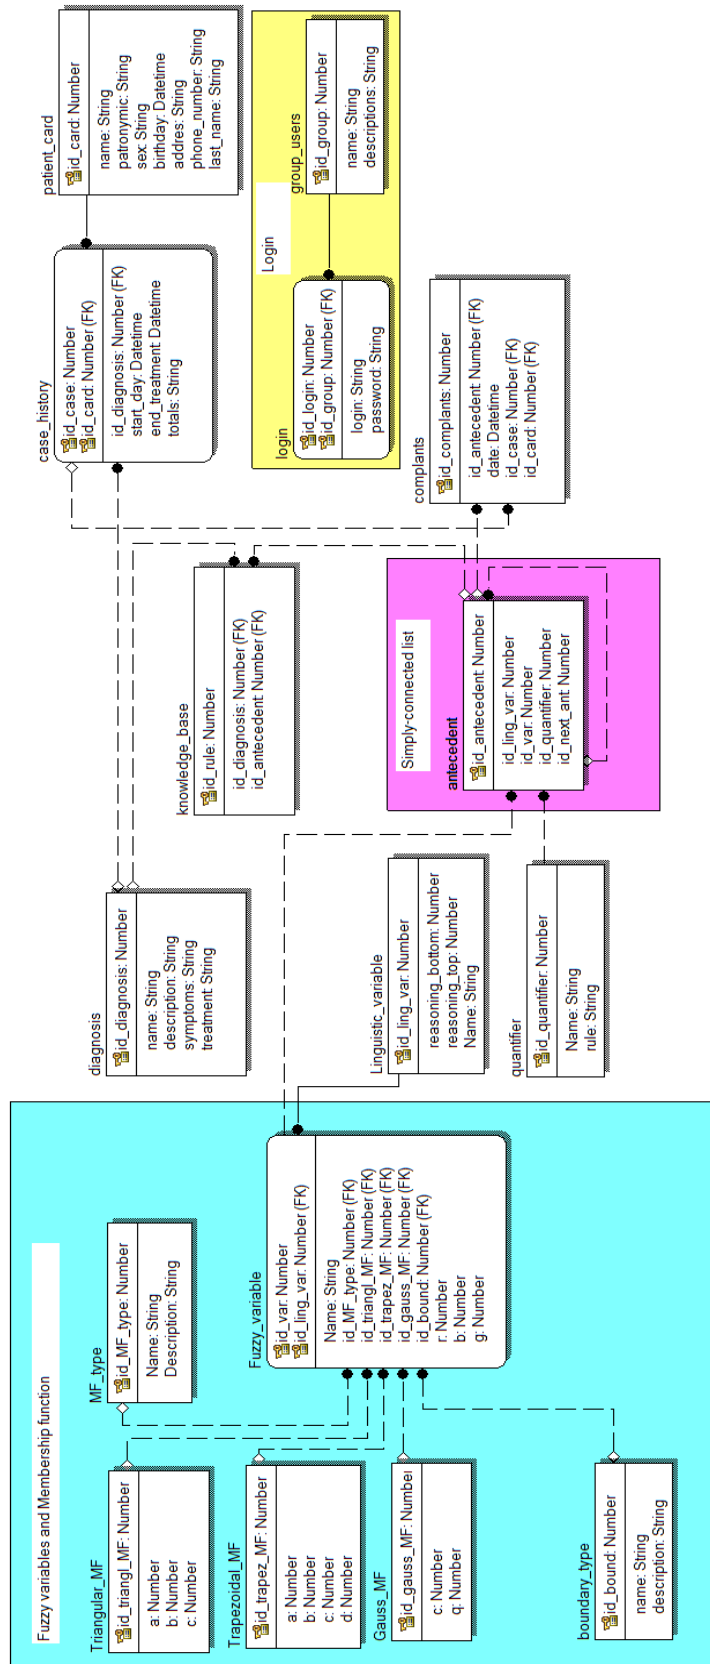 Fuzzy variables and Membership function
Triangular_MF
id_triangl_MF: Number
a: Number
b: Number
c: Number
MF_type
id_MF_type: Number
Name: String
Description: String
Trapezoidal_MF
id_trapez_MF: Number
a: Number
b: Number
c: Number
d: Number
Gauss_MF
id_gauss_MF: Number
c: Number
q: Number
boundary_type
id_bound: Number
name: String
description: String
Fuzzy_variable
id_var: Number
id_ling_var: Number (FK)
Name: String
id_MF_type: Number (FK)
id_triangl_MF: Number (FK)
id_trapez_MF: Number (FK)
id_gauss_MF: Number (FK)
id_bound: Number (FK)
r: Number
b: Number
g: Number
diagnosis
id_diagnosis: Number
name: String
description: String
symptoms: String
treatment: String
Linguistic_variable
id_ling_var: Number
reasoning_bottom: Number
reasoning_top: Number
Name: String
quantifier
id_quantifier: Number
Name: String
rule: String
knowledge_base
id_rule: Number
id_diagnosis: Number (FK)
id_antecedent: Number (FK)
Simply-connected list
antecedent
id_antecedent: Number
id_ling_var: Number
id_var: Number
id_quantifier: Number
id_next_ant: Number
case_history
id_case: Number
id_card: Number (FK)
id_diagnosis: Number (FK)
start_day: Datetime
end_treatment: Datetime
totals: String
patient_card
id_card: Number
name: String
patronymic: String
sex: String
birthday: Datetime
addres: String
phone_number: String
last_name: String
Login
login
id_login: Number
id_group: Number (FK)
login: String
password: String
group_users
id_group: Number
name: String
descriptions: String
complants
id_complants: Number
id_antecedent: Number (FK)
date: Datetime
id_case: Number (FK)
id_card: Number (FK)